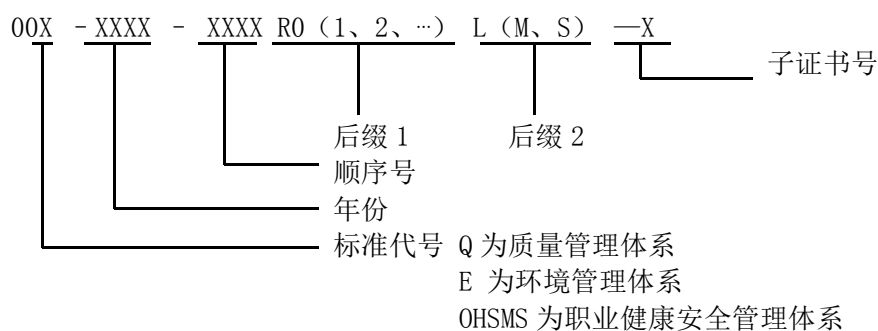 00X -XXXX - XXXX R0（1、2、…） L（M、S） —X
子证书号
后缀 1 后缀 2
顺序号
年份
标准代号 Q 为质量管理体系
E 为环境管理体系
OHSMS 为职业健康安全管理体系